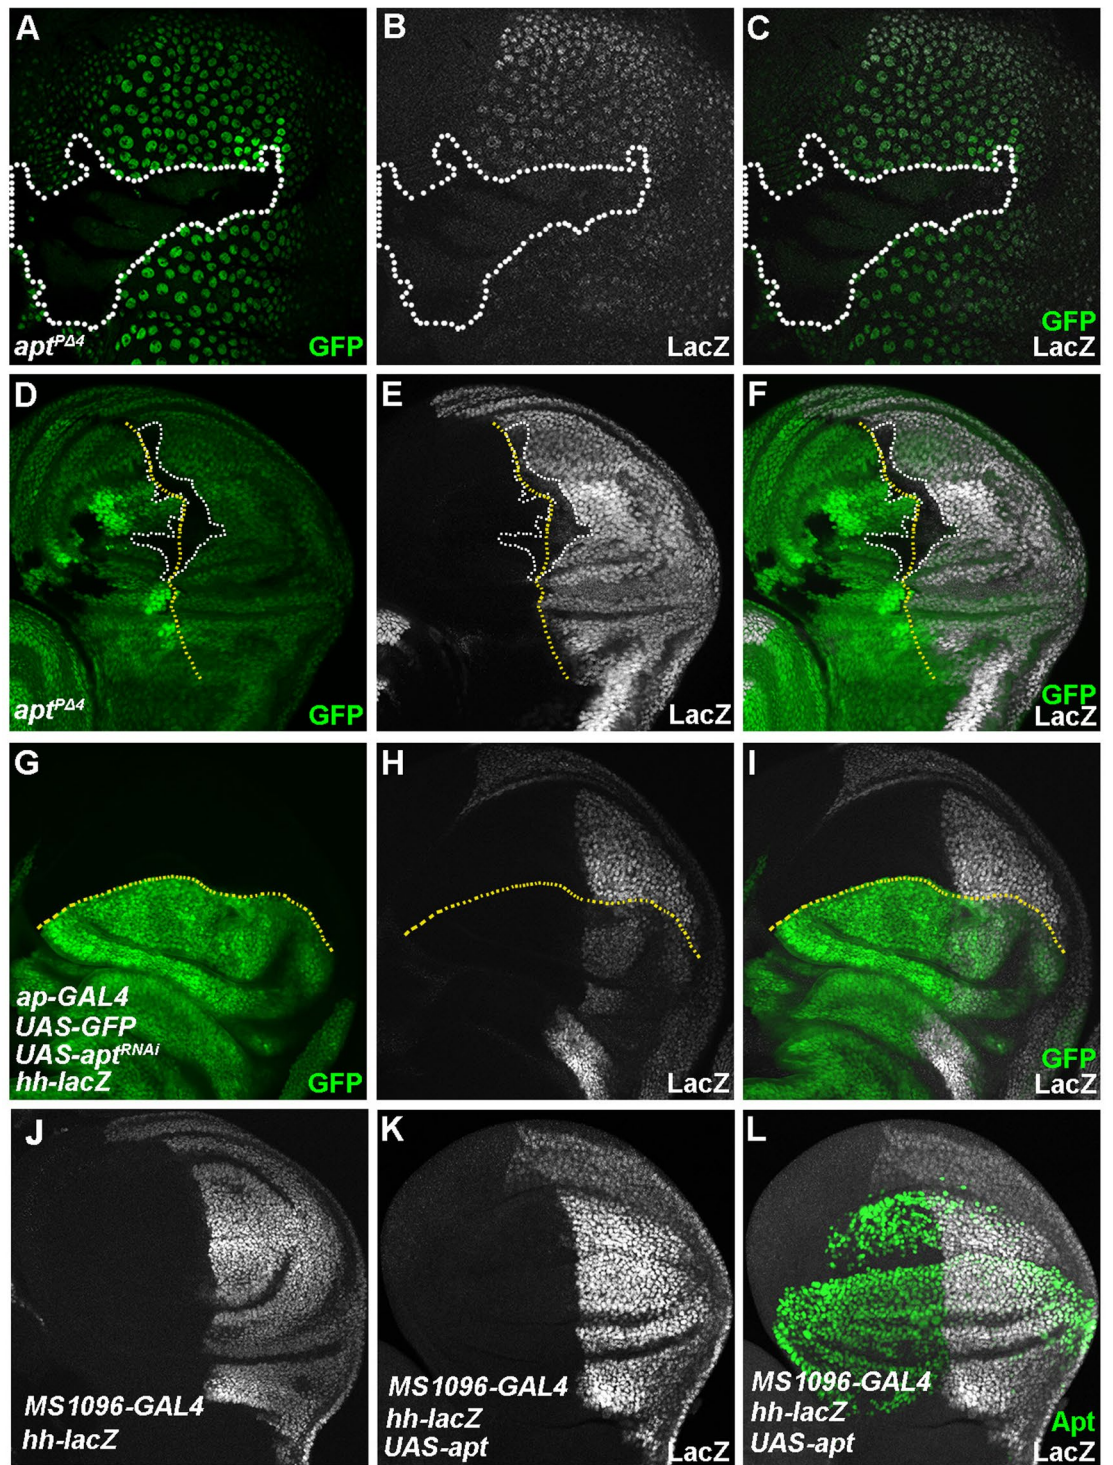 A
apt^PΔ4
GFP
B
LacZ
C
GFP
LacZ
D
apt^PΔ4
GFP
E
LacZ
F
GFP
LacZ
G
ap-GAL4
UAS-GFP
UAS-apt^RNAi
hh-lacZ
GFP
H
LacZ
I
GFP
LacZ
J
MS1096-GAL4
hh-lacZ
K
MS1096-GAL4
hh-lacZ
UAS-apt
LacZ
L
MS1096-GAL4
hh-lacZ
UAS-apt
Apt
LacZ